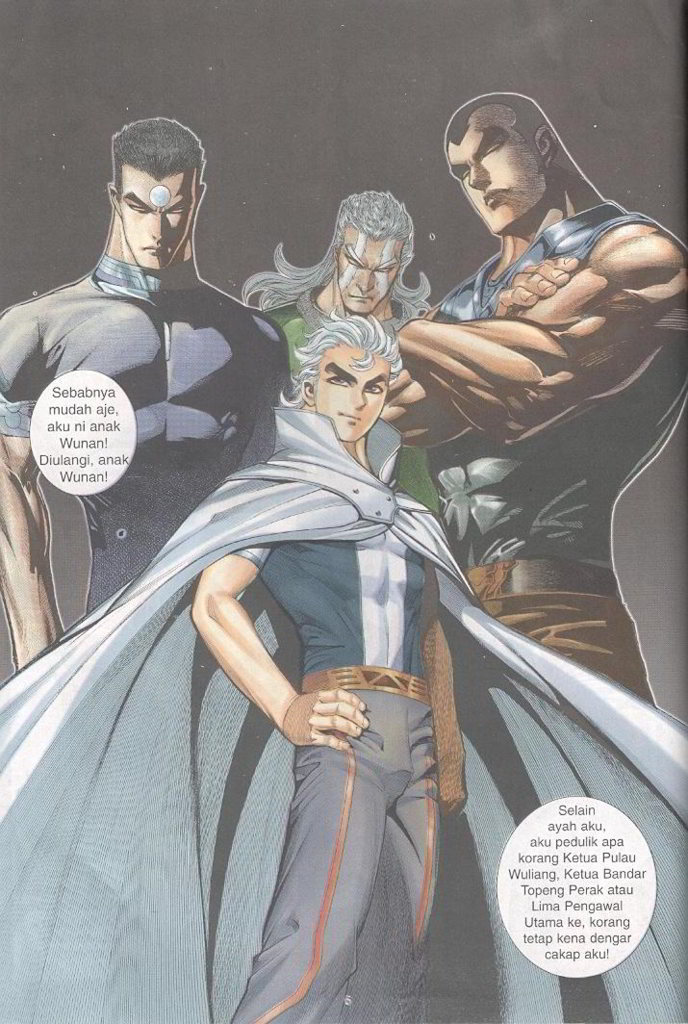 Sebabnya
mudah aje,
aku ni anak
Wunan!
Diulangi, anak
Wunan!
Selain
ayah aku,
aku pedulik apa
korang Ketua Pulau
Wuliang, Ketua Bandar
Topeng Perak atau
Lima Pengawal
Utama ke, korang
tetap kena dengar
cakap aku!